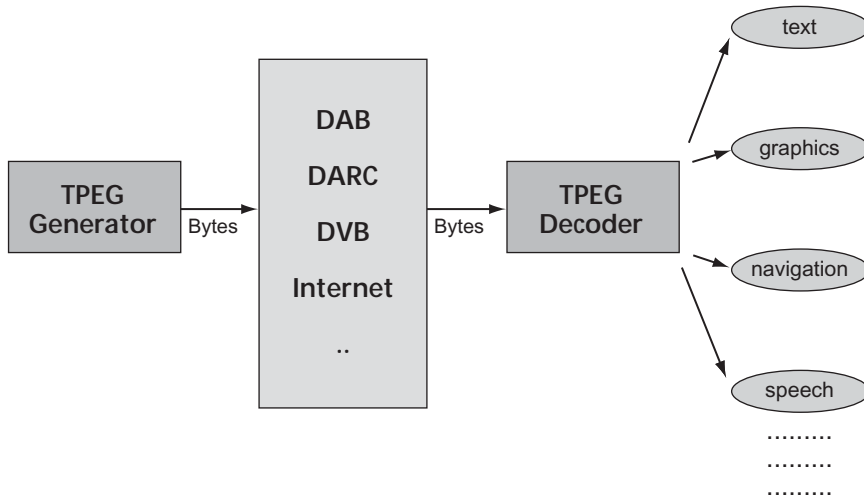 TPEG
Generator
Bytes
DAB
DARC
DVB
Internet
..
Bytes
TPEG
Decoder
text
graphics
navigation
speech
.........
.........
.........